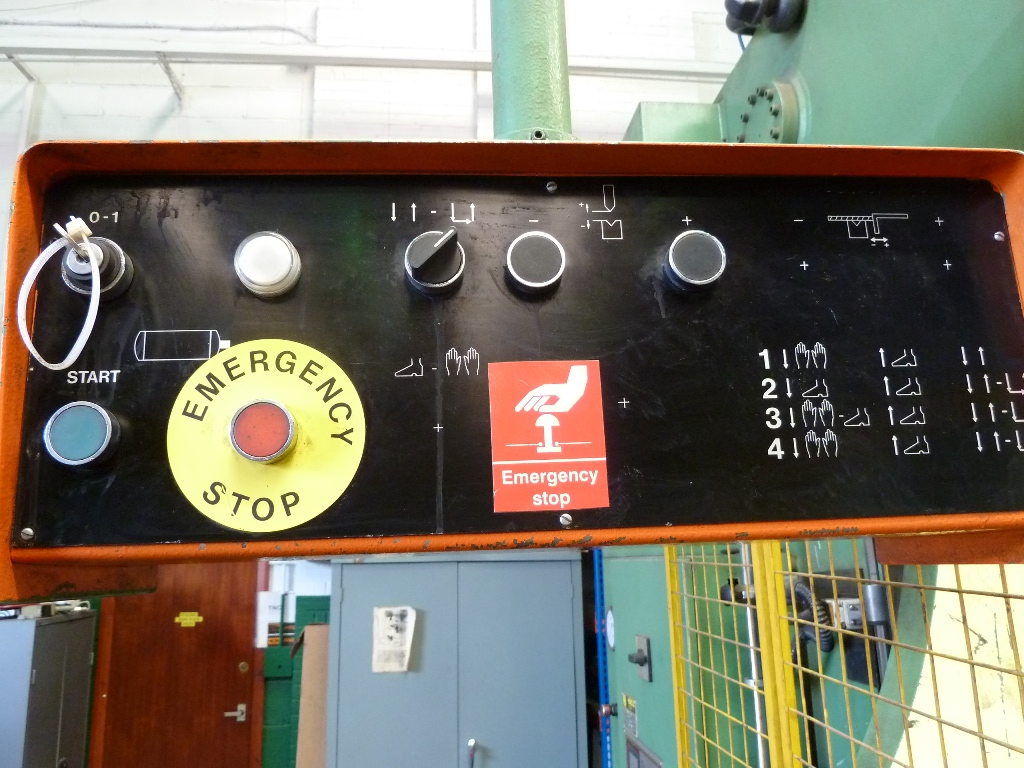 0-1
-
+
-
+
START
EMERGENCY
STOP
Emergency
stop
1
2
3
4